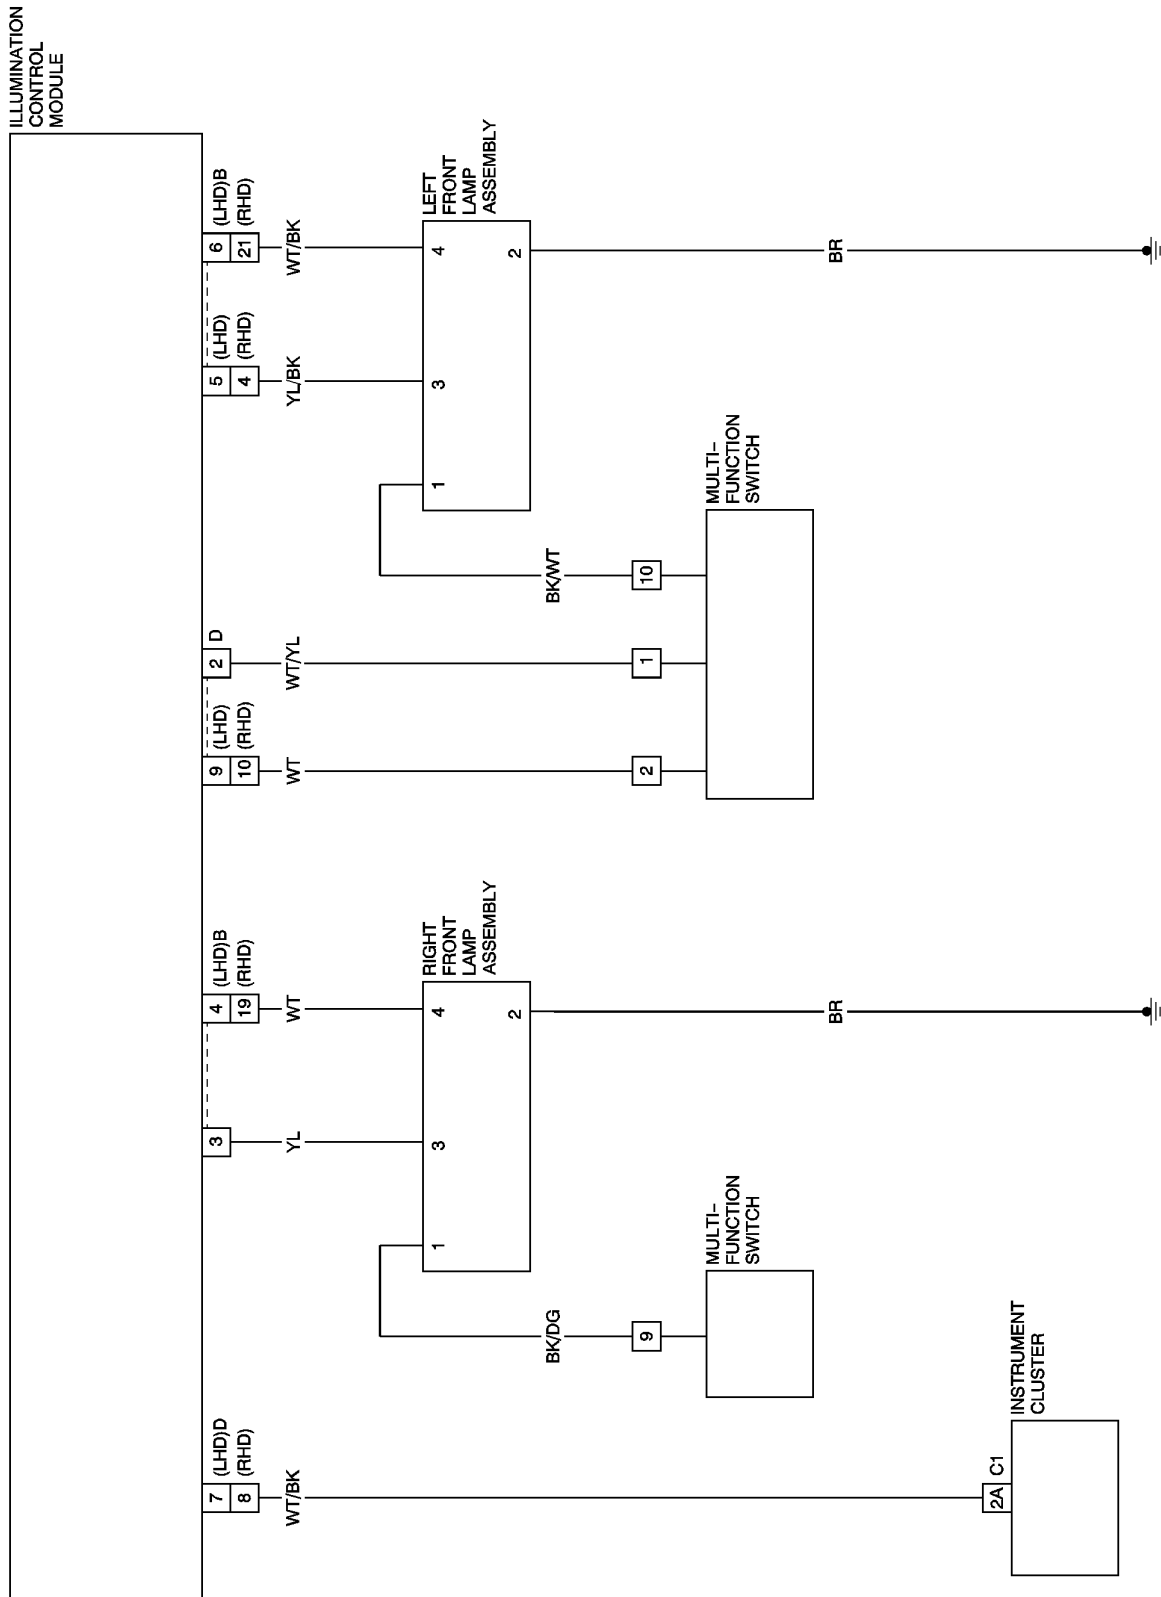 ILLUMINATION
CONTROL
MODULE
7
8
(LHD)D
(RHD)
WT/BK
2A
C1
INSTRUMENT
CLUSTER
3
YL
4
19
(LHD)B
(RHD)
WT
1
3
4
2
RIGHT
FRONT
LAMP
ASSEMBLY
BR
BK/DG
9
MULTI-
FUNCTION
SWITCH
9
10
(LHD)
(RHD)
WT
2
2
D
WT/YL
1
BK/WT
10
MULTI-
FUNCTION
SWITCH
5
4
(LHD)
(RHD)
YL/BK
6
21
(LHD)B
(RHD)
WT/BK
1
3
4
2
LEFT
FRONT
LAMP
ASSEMBLY
BR